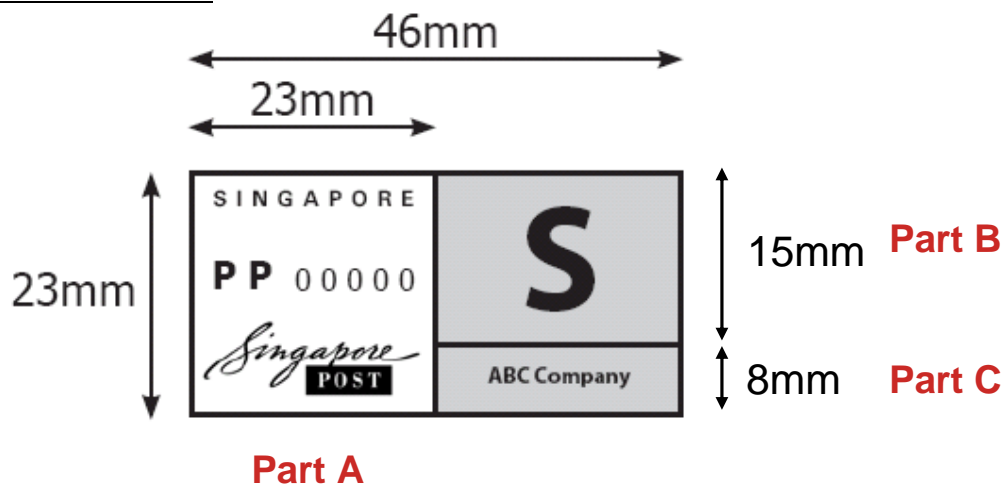 46mm
23mm
SINGAPORE
PP 00000
Singapore
POST
23mm
S
ABC Company
15mm Part B
8mm Part C
Part A